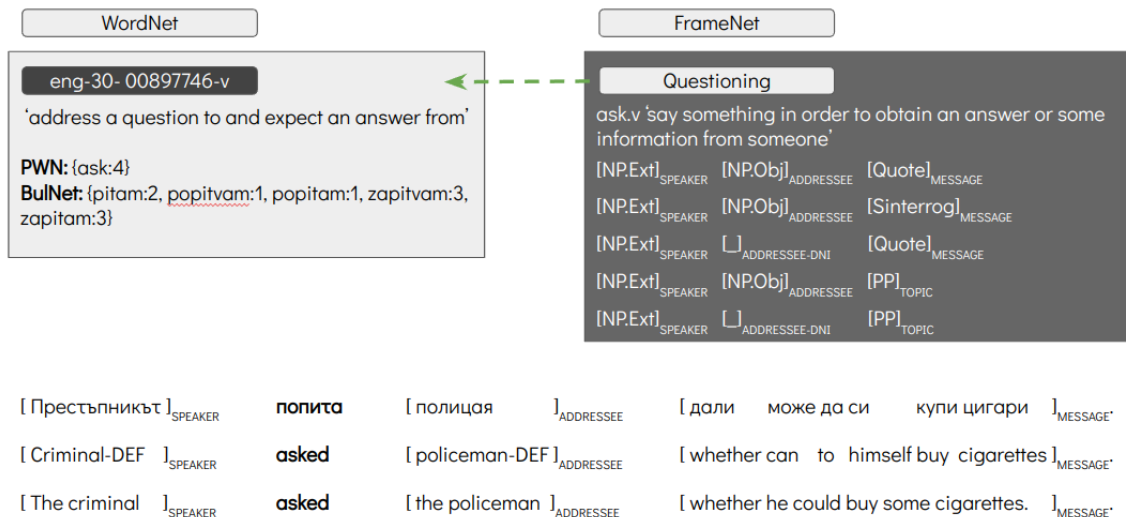 WordNet
FrameNet
eng-30- 00897746-v
‘address a question to and expect an answer from’
PWN: {ask:4}
BulNet: {pitam:2, popitvam:1, popitam:1, zapitvam:3,
zapitam:3}
Questioning
ask.v ‘say something in order to obtain an answer or some
information from someone’
[NP.Ext]SPEAKER [NP.Obj]ADDRESSEE [Quote]MESSAGE
[NP.Ext]SPEAKER [NP.Obj]ADDRESSEE [Sinterrog]MESSAGE
[NP.Ext]SPEAKER [_]ADDRESSEE-DNI [Quote]MESSAGE
[NP.Ext]SPEAKER [NP.Obj]ADDRESSEE [PP]TOPIC
[NP.Ext]SPEAKER [_]ADDRESSEE-DNI [PP]TOPIC
[ Престъпникът ]SPEAKER попита [ полицая ]ADDRESSEE [ дали може да си купи цигари ]MESSAGE.
[ Criminal-DEF ]SPEAKER asked [ policeman-DEF ]ADDRESSEE [ whether can to himself buy cigarettes ]MESSAGE.
[ The criminal ]SPEAKER asked [ the policeman ]ADDRESSEE [ whether he could buy some cigarettes. ]MESSAGE.